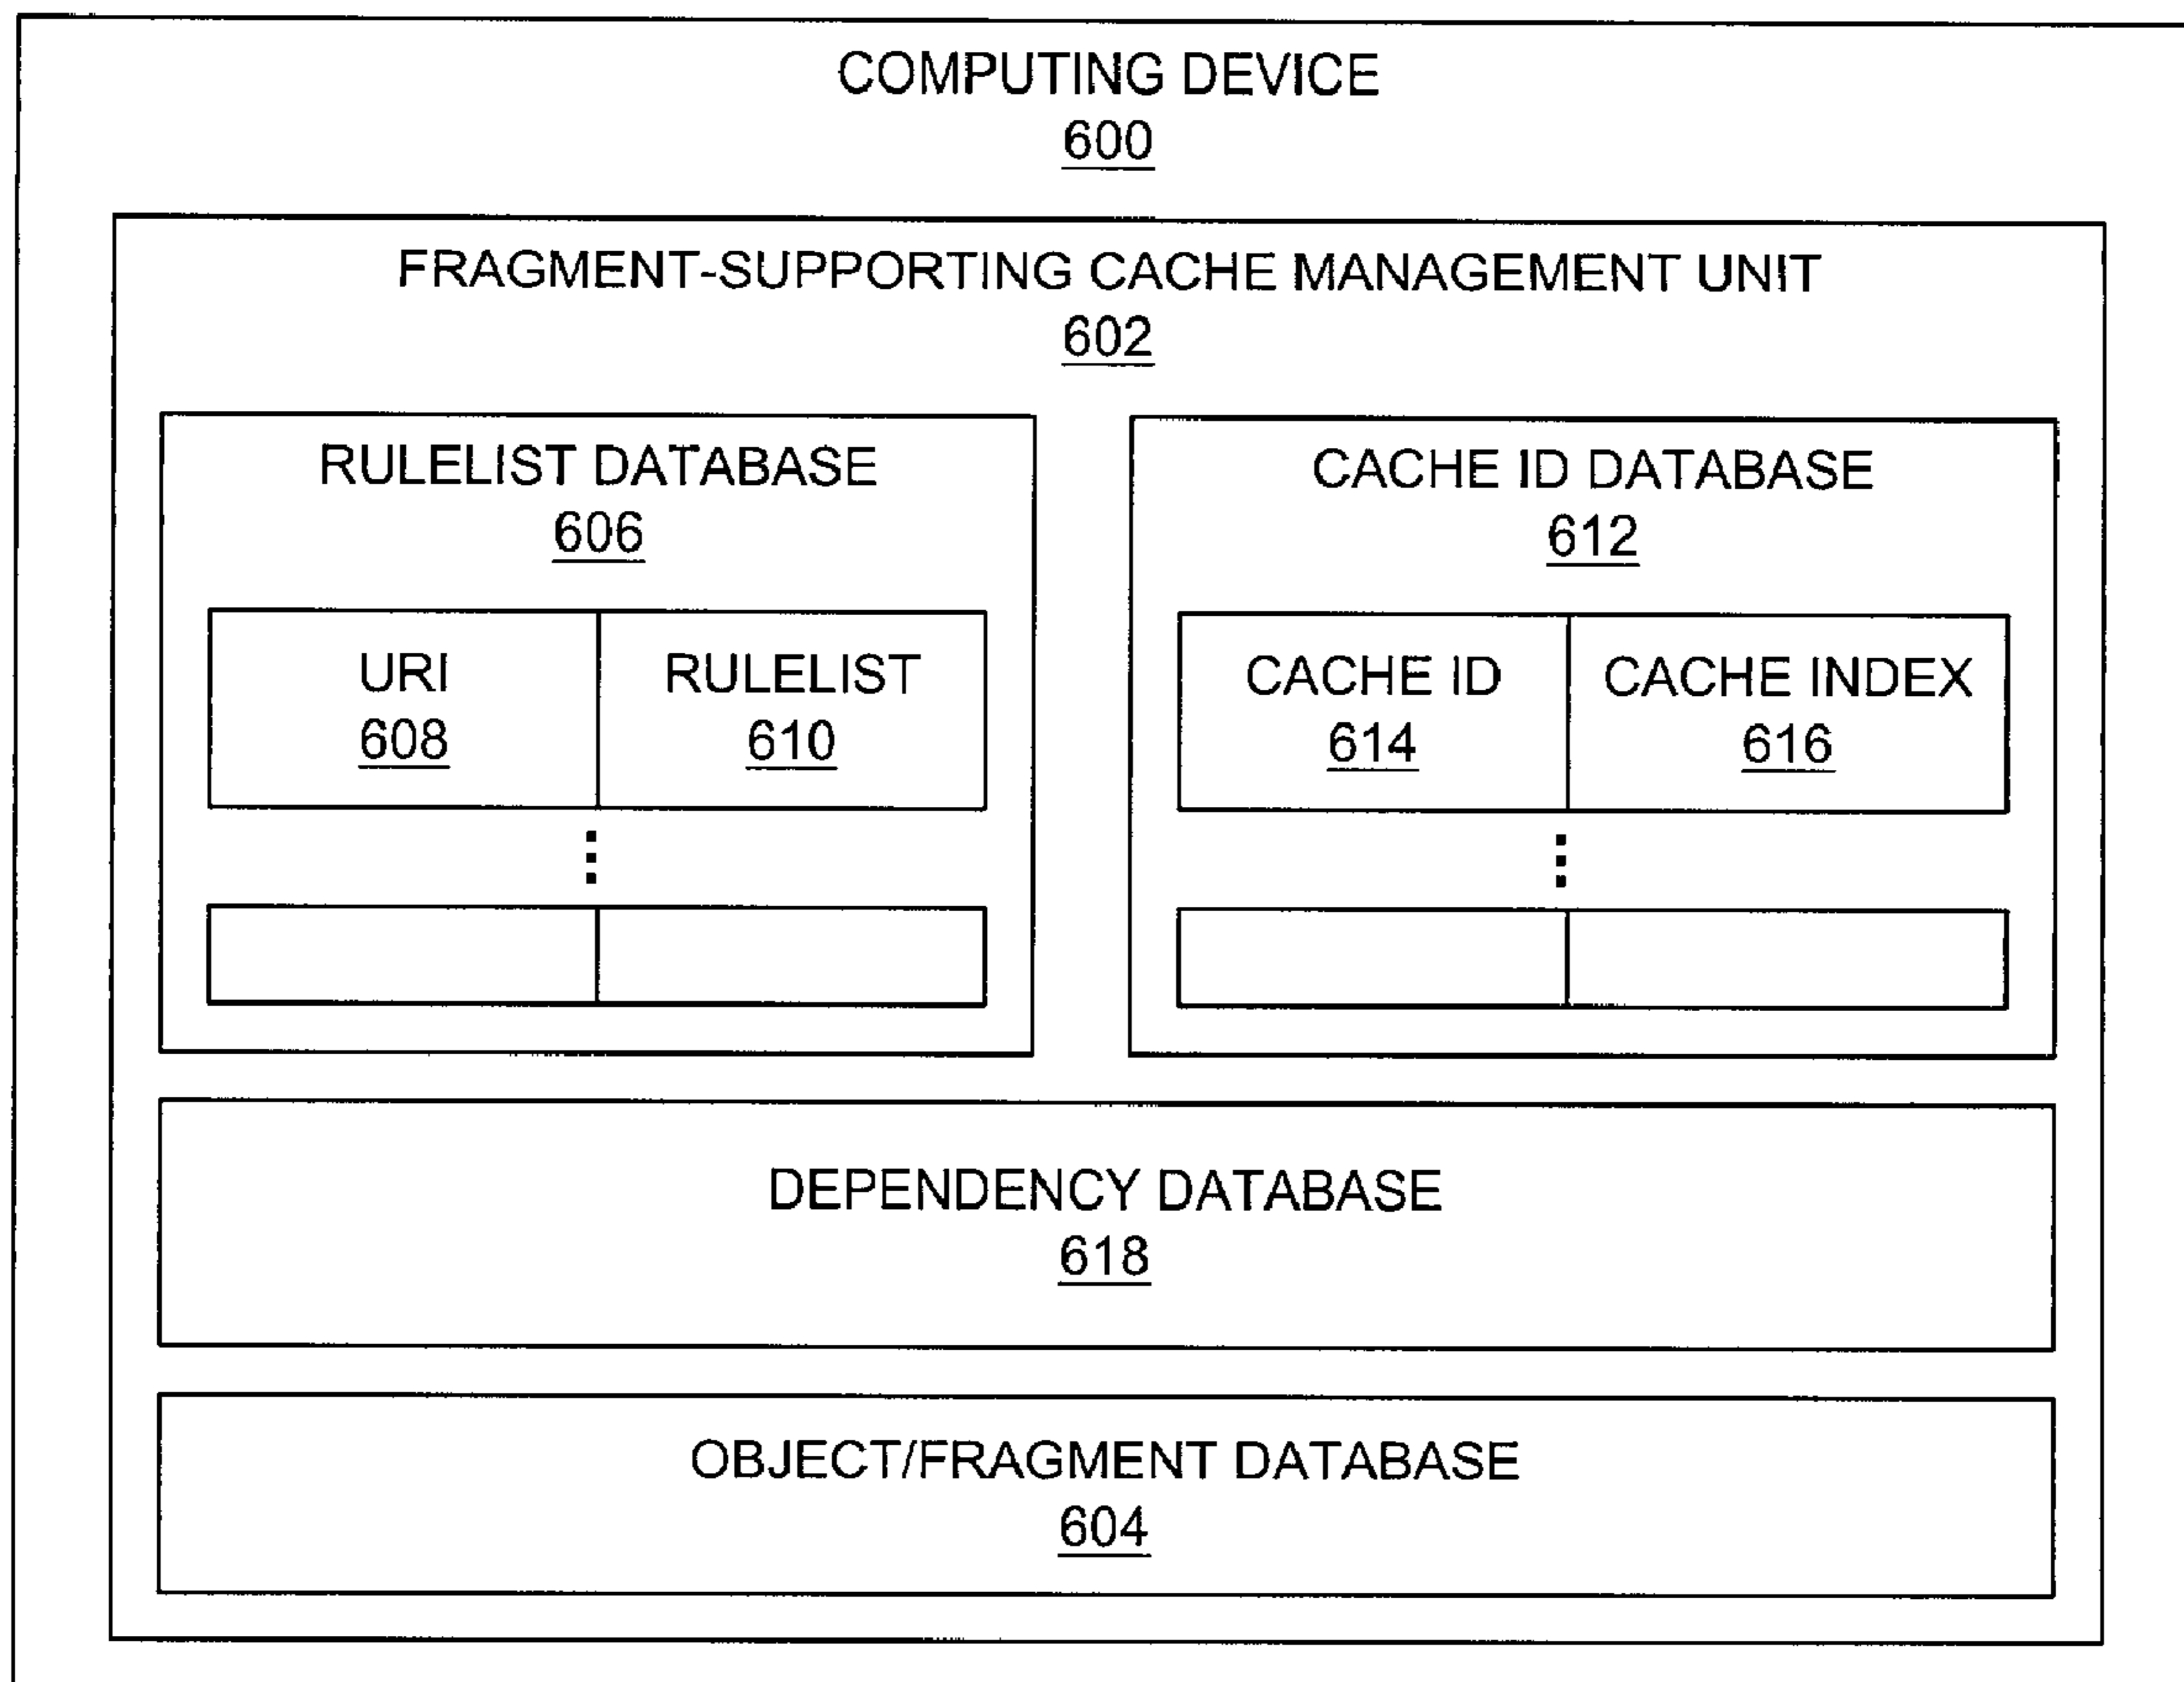 COMPUTING DEVICE
600
FRAGMENT-SUPPORTING CACHE MANAGEMENT UNIT
602
RULELIST DATABASE
606
URI
608
RULELIST
610
CACHE ID DATABASE
612
CACHE ID
614
CACHE INDEX
616
DEPENDENCY DATABASE
618
OBJECT/FRAGMENT DATABASE
604